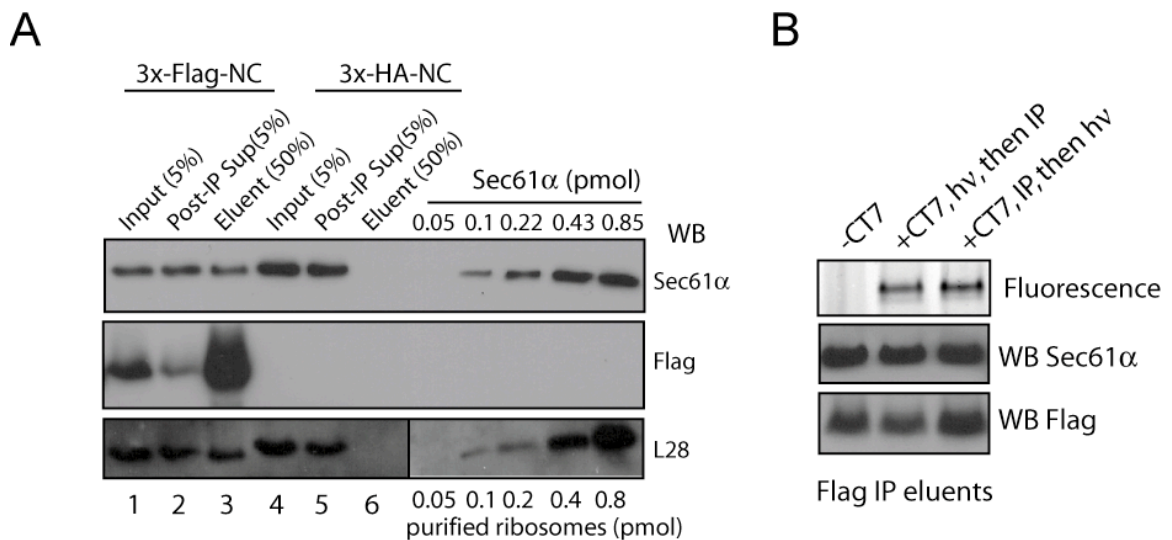 A
3x-Flag-NC 3x-HA-NC
Input (5%)
Post-IP Sup(5%)
Eluent (50%)
Input (5%)
Post-IP Sup(5%)
Eluent (50%)
Sec61α (pmol)
0.05 0.1 0.22 0.43 0.85 WB
Sec61α
Flag
L28
1 2 3 4 5 6 0.05 0.1 0.2 0.4 0.8
purified ribosomes (pmol)
B
-CT7
+CT7, hν, then IP
+CT7, IP, then hν
Fluorescence
WB Sec61α
WB Flag
Flag IP eluents